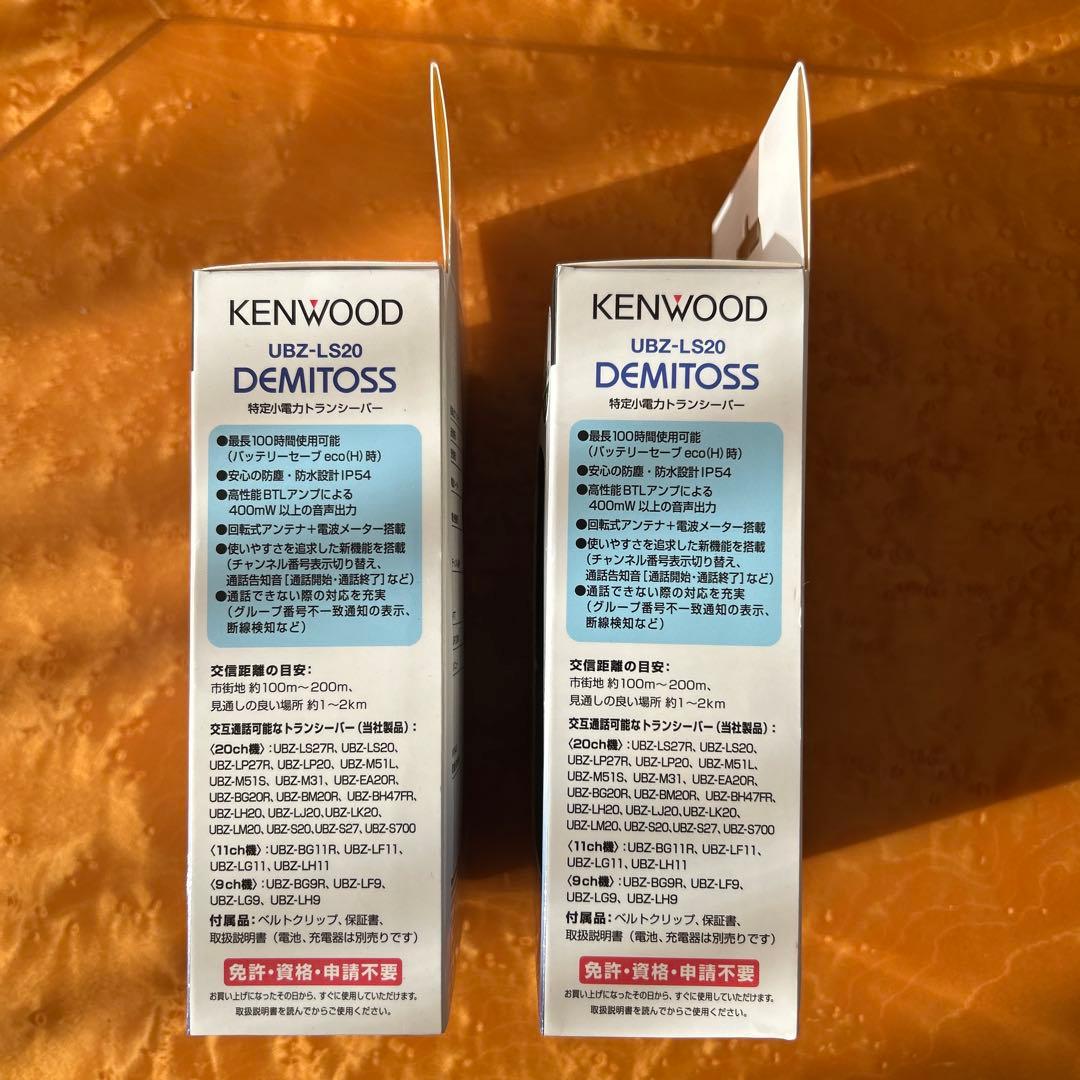 KENWOOD
UBZ-LS20
DEMITOSS
特定小電力トランシーバー
●最長100時間使用可能
（バッテリーセーブ eco(H) 時）
●安心の防塵・防水設計IP54
●高性能BTLアンプによる
400mW以上の音声出力
●回転式アンテナ＋電波メーター搭載
●使いやすさを追求した新機能を搭載
（チャンネル番号表示切り替え、
通話告知音［通話開始・通話終了］など）
●通話できない際の対応を充実
（グループ番号不一致通知の表示、
断線検知など）
交信距離の目安：
市街地 約100m～200m、
見通しの良い場所 約1～2km
交互通話可能なトランシーバー（当社製品）：
〈20ch機〉：UBZ-LS27R、UBZ-LS20、
UBZ-LP27R、UBZ-LP20、UBZ-M51L、
UBZ-M51S、UBZ-M31、UBZ-EA20R、
UBZ-BG20R、UBZ-BM20R、UBZ-BH47FR、
UBZ-LH20、UBZ-LJ20、UBZ-LK20、
UBZ-LM20、UBZ-S20、UBZ-S27、UBZ-S700
〈11ch機〉：UBZ-BG11R、UBZ-LF11、
UBZ-LG11、UBZ-LH11
〈9ch機〉：UBZ-BG9R、UBZ-LF9、
UBZ-LG9、UBZ-LH9
付属品：ベルトクリップ、保証書、
取扱説明書（電池、充電器は別売りです）
免許・資格・申請不要
お買い上げになったその日から、すぐに使用していただけます。
取扱説明書を読んでからご使用ください。
KENWOOD
UBZ-LS20
DEMITOSS
特定小電力トランシーバー
●最長100時間使用可能
（バッテリーセーブ eco(H) 時）
●安心の防塵・防水設計IP54
●高性能BTLアンプによる
400mW以上の音声出力
●回転式アンテナ＋電波メーター搭載
●使いやすさを追求した新機能を搭載
（チャンネル番号表示切り替え、
通話告知音［通話開始・通話終了］など）
●通話できない際の対応を充実
（グループ番号不一致通知の表示、
断線検知など）
交信距離の目安：
市街地 約100m～200m、
見通しの良い場所 約1～2km
交互通話可能なトランシーバー（当社製品）：
〈20ch機〉：UBZ-LS27R、UBZ-LS20、
UBZ-LP27R、UBZ-LP20、UBZ-M51L、
UBZ-M51S、UBZ-M31、UBZ-EA20R、
UBZ-BG20R、UBZ-BM20R、UBZ-BH47FR、
UBZ-LH20、UBZ-LJ20、UBZ-LK20、
UBZ-LM20、UBZ-S20、UBZ-S27、UBZ-S700
〈11ch機〉：UBZ-BG11R、UBZ-LF11、
UBZ-LG11、UBZ-LH11
〈9ch機〉：UBZ-BG9R、UBZ-LF9、
UBZ-LG9、UBZ-LH9
付属品：ベルトクリップ、保証書、
取扱説明書（電池、充電器は別売りです）
免許・資格・申請不要
お買い上げになったその日から、すぐに使用していただけます。
取扱説明書を読んでからご使用ください。